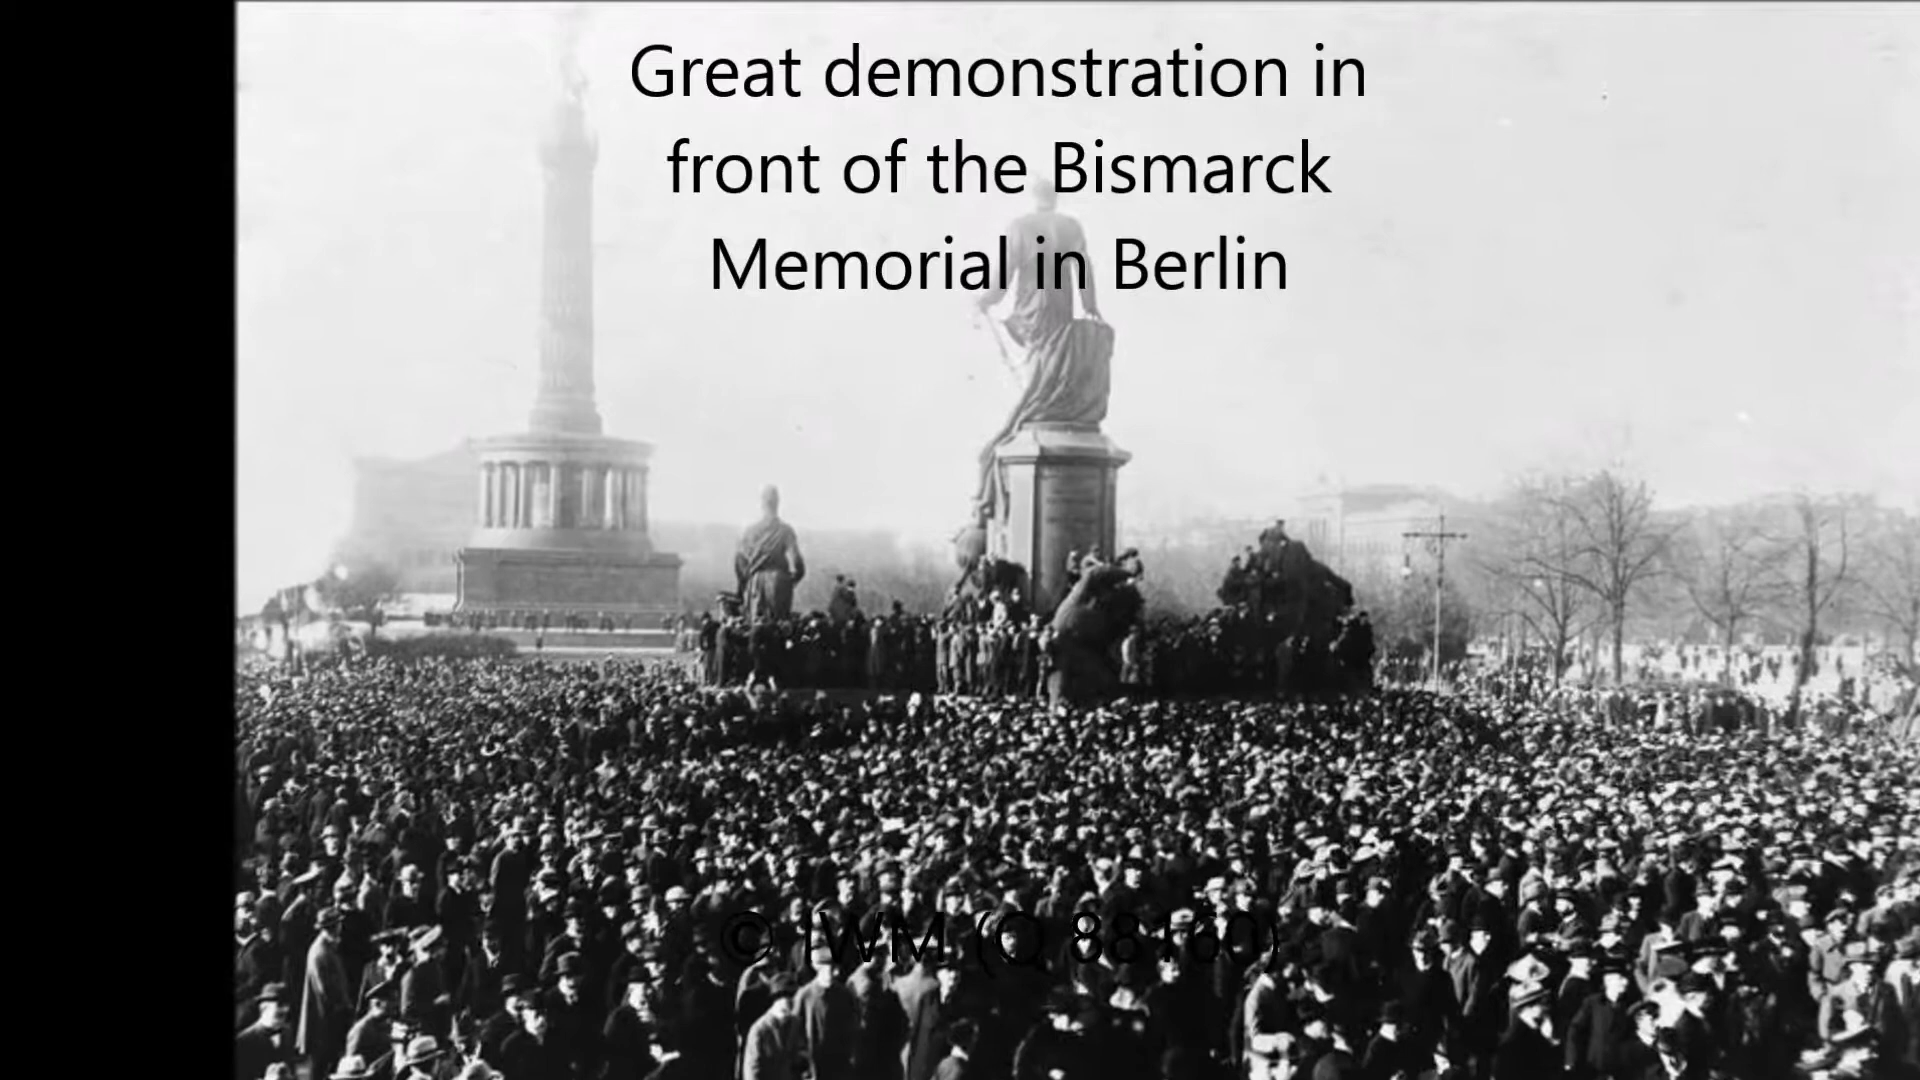 Great demonstration in
front of the Bismarck
Memorial in Berlin
© IWM (Q 88160)